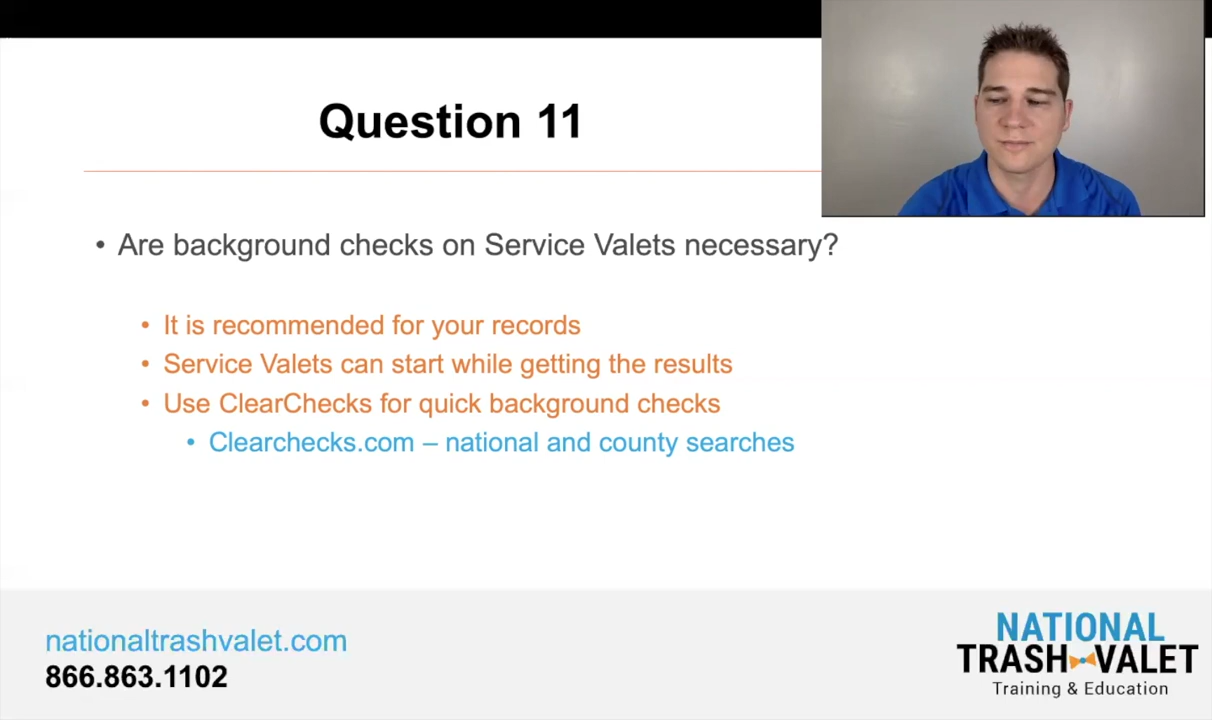 Question 11
• Are background checks on Service Valets necessary?
• It is recommended for your records
• Service Valets can start while getting the results
• Use ClearChecks for quick background checks
• Clearchecks.com – national and county searches
nationaltrashvalet.com
866.863.1102
NATIONAL
TRASH VALET
Training & Education